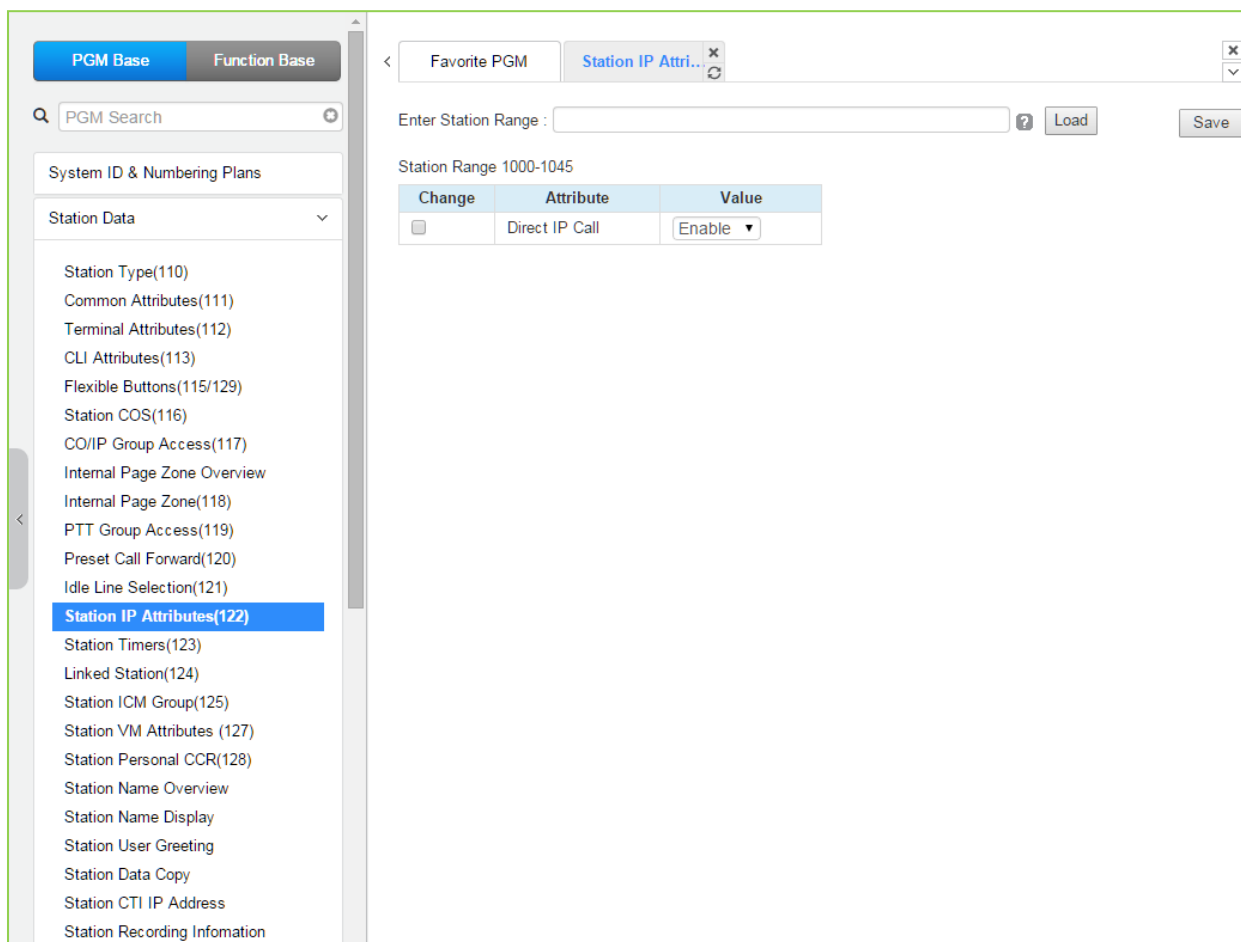 PGM Base
Function Base
PGM Search
System ID & Numbering Plans
Station Data
Station Type(110)
Common Attributes(111)
Terminal Attributes(112)
CLI Attributes(113)
Flexible Buttons(115/129)
Station COS(116)
CO/IP Group Access(117)
Internal Page Zone Overview
Internal Page Zone(118)
PTT Group Access(119)
Preset Call Forward(120)
Idle Line Selection(121)
Station IP Attributes(122)
Station Timers(123)
Linked Station(124)
Station ICM Group(125)
Station VM Attributes (127)
Station Personal CCR(128)
Station Name Overview
Station Name Display
Station User Greeting
Station Data Copy
Station CTI IP Address
Station Recording Infomation
Favorite PGM
Station IP Attri...
Enter Station Range :
Load
Save
Station Range 1000-1045
Change Attribute Value
Direct IP Call Enable